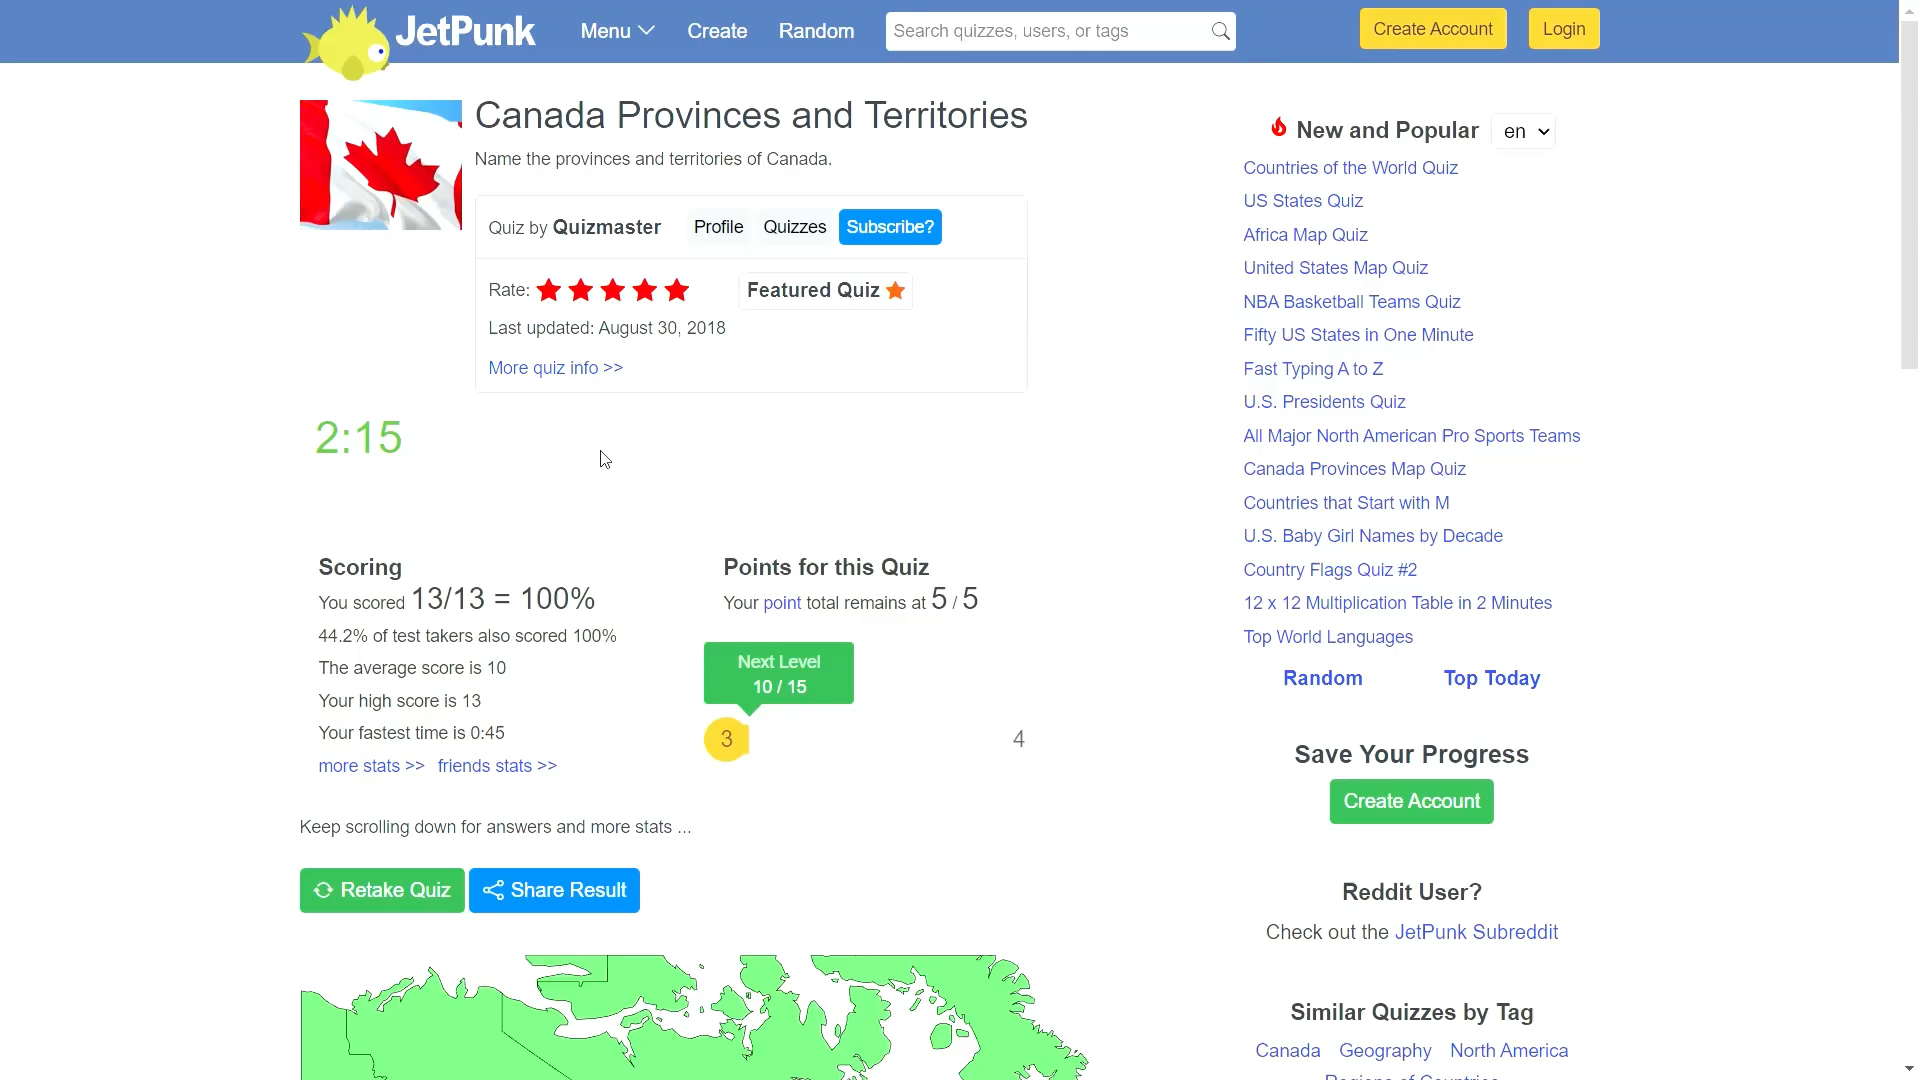 JetPunk
Menu
Create
Random
Search quizzes, users, or tags
Create Account
Login
Canada Provinces and Territories
Name the provinces and territories of Canada.
Quiz by Quizmaster
Profile
Quizzes
Subscribe?
Rate:
Featured Quiz
Last updated: August 30, 2018
More quiz info >>
2:15
Scoring
You scored 13/13 = 100%
44.2% of test takers also scored 100%
The average score is 10
Your high score is 13
Your fastest time is 0:45
more stats >>
friends stats >>
Points for this Quiz
Your point total remains at 5 / 5
Next Level
10 / 15
3
4
Keep scrolling down for answers and more stats ...
Retake Quiz
Share Result
New and Popular
en
Countries of the World Quiz
US States Quiz
Africa Map Quiz
United States Map Quiz
NBA Basketball Teams Quiz
Fifty US States in One Minute
Fast Typing A to Z
U.S. Presidents Quiz
All Major North American Pro Sports Teams
Canada Provinces Map Quiz
Countries that Start with M
U.S. Baby Girl Names by Decade
Country Flags Quiz #2
12 x 12 Multiplication Table in 2 Minutes
Top World Languages
Random
Top Today
Save Your Progress
Create Account
Reddit User?
Check out the JetPunk Subreddit
Similar Quizzes by Tag
Canada
Geography
North America